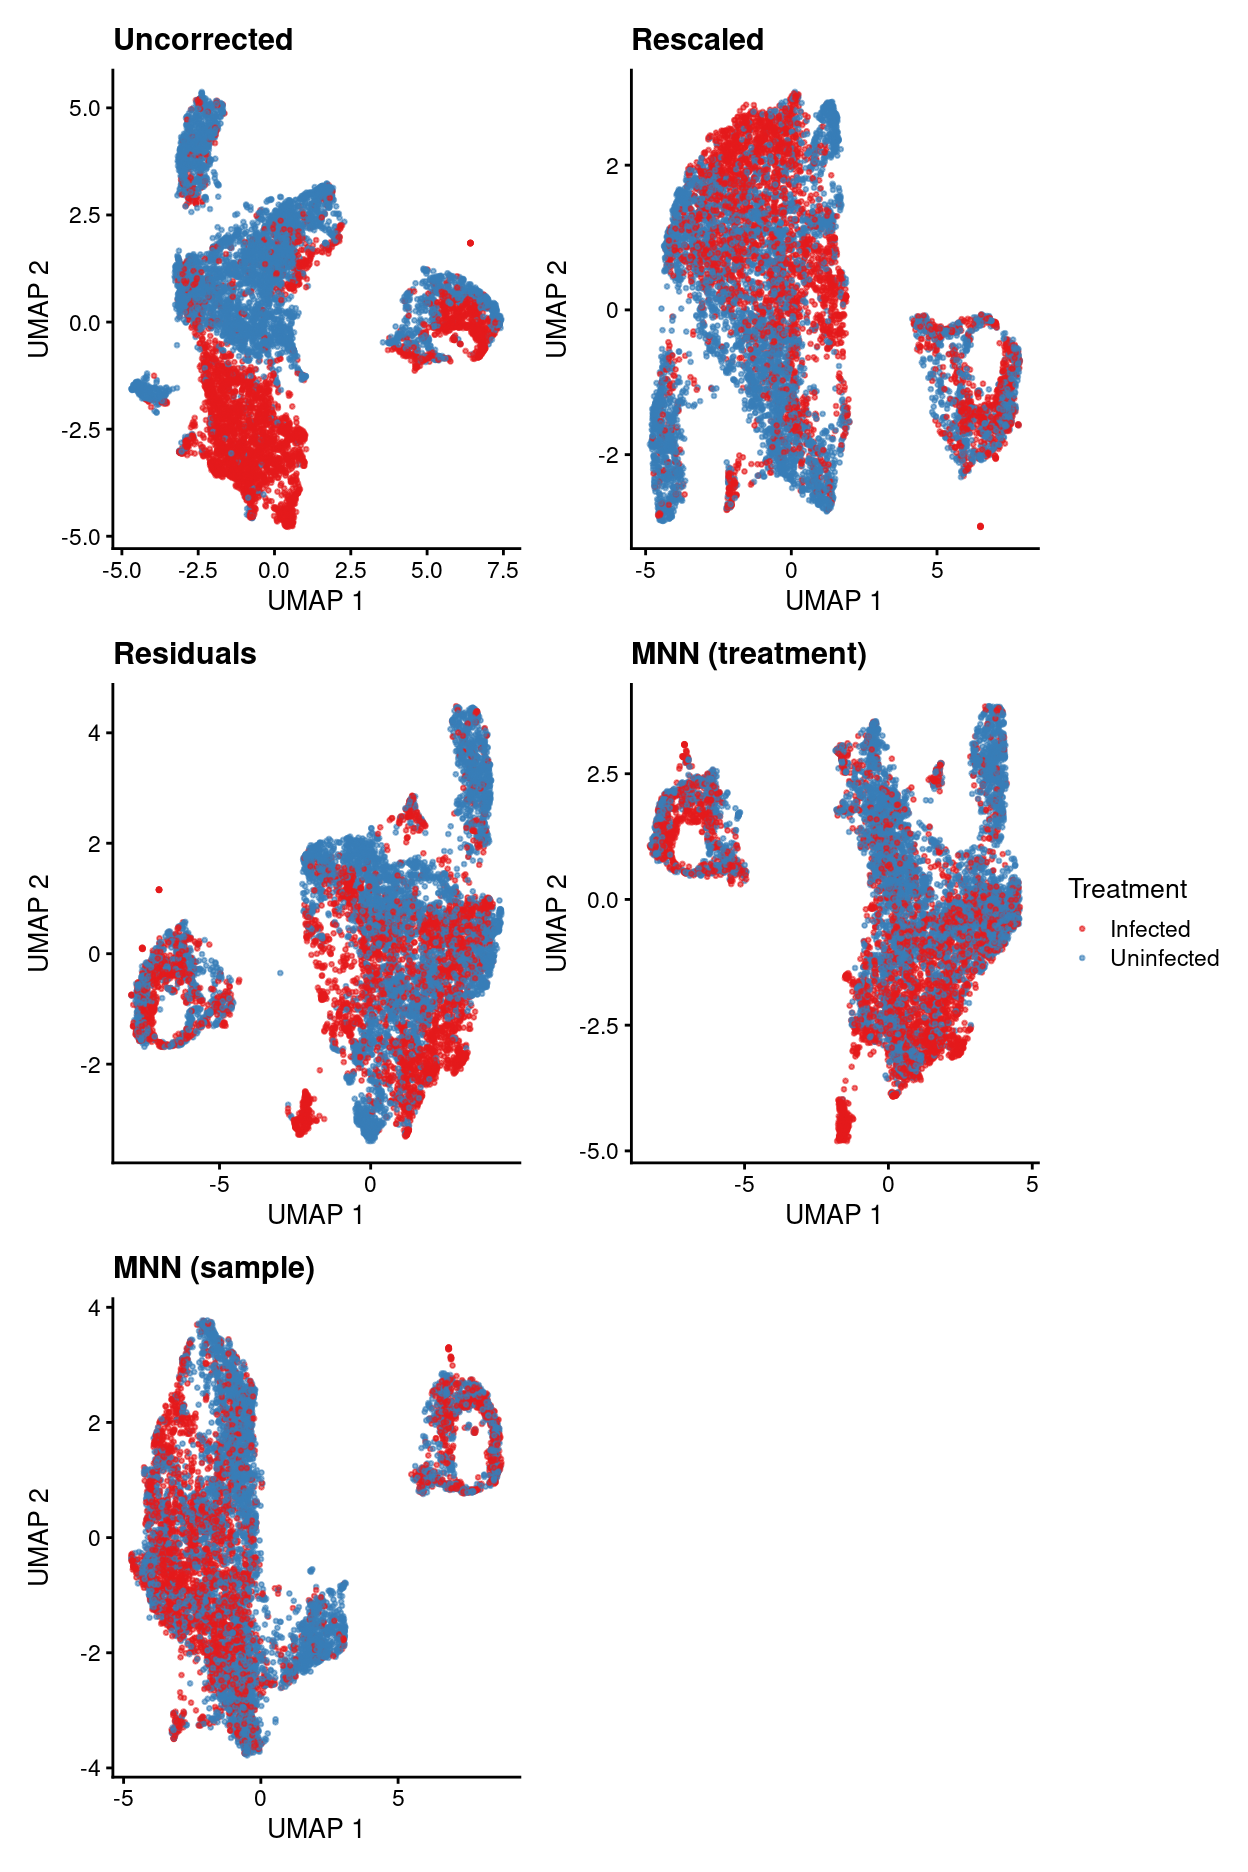 Uncorrected
5.0
2.5
0.0
-2.5
-5.0
UMAP 2
-5.0 -2.5 0.0 2.5 5.0 7.5
UMAP 1
Rescaled
2
0
-2
UMAP 2
-5 0 5
UMAP 1
Residuals
4
2
0
-2
UMAP 2
-5 0
UMAP 1
MNN (treatment)
2.5
0.0
-2.5
-5.0
UMAP 2
-5 0 5
UMAP 1
Treatment
Infected
Uninfected
MNN (sample)
4
2
0
-2
-4
UMAP 2
-5 0 5
UMAP 1